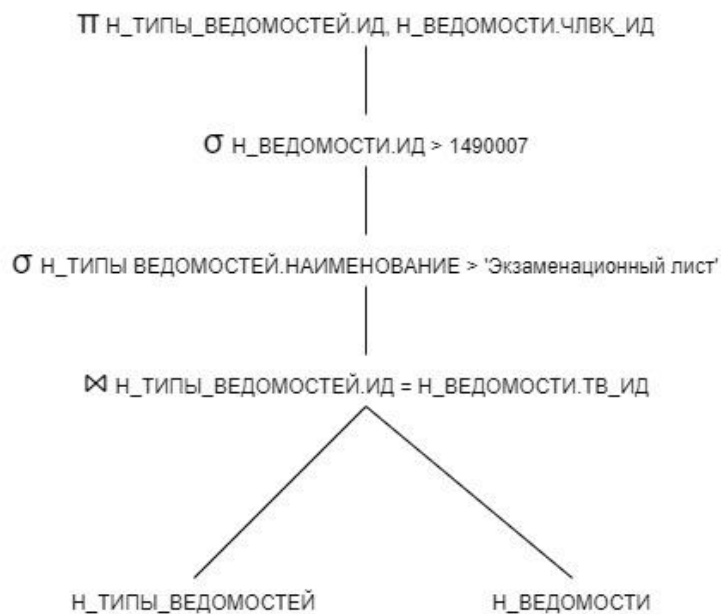 π Н_ТИПЫ_ВЕДОМОСТЕЙ.ИД, Н_ВЕДОМОСТИ.ЧЛВК_ИД
σ Н_ВЕДОМОСТИ.ИД > 1490007
σ Н_ТИПЫ ВЕДОМОСТЕЙ.НАИМЕНОВАНИЕ > 'Экзаменационный лист'
⋈ Н_ТИПЫ_ВЕДОМОСТЕЙ.ИД = Н_ВЕДОМОСТИ.ТВ_ИД
Н_ТИПЫ_ВЕДОМОСТЕЙ Н_ВЕДОМОСТИ